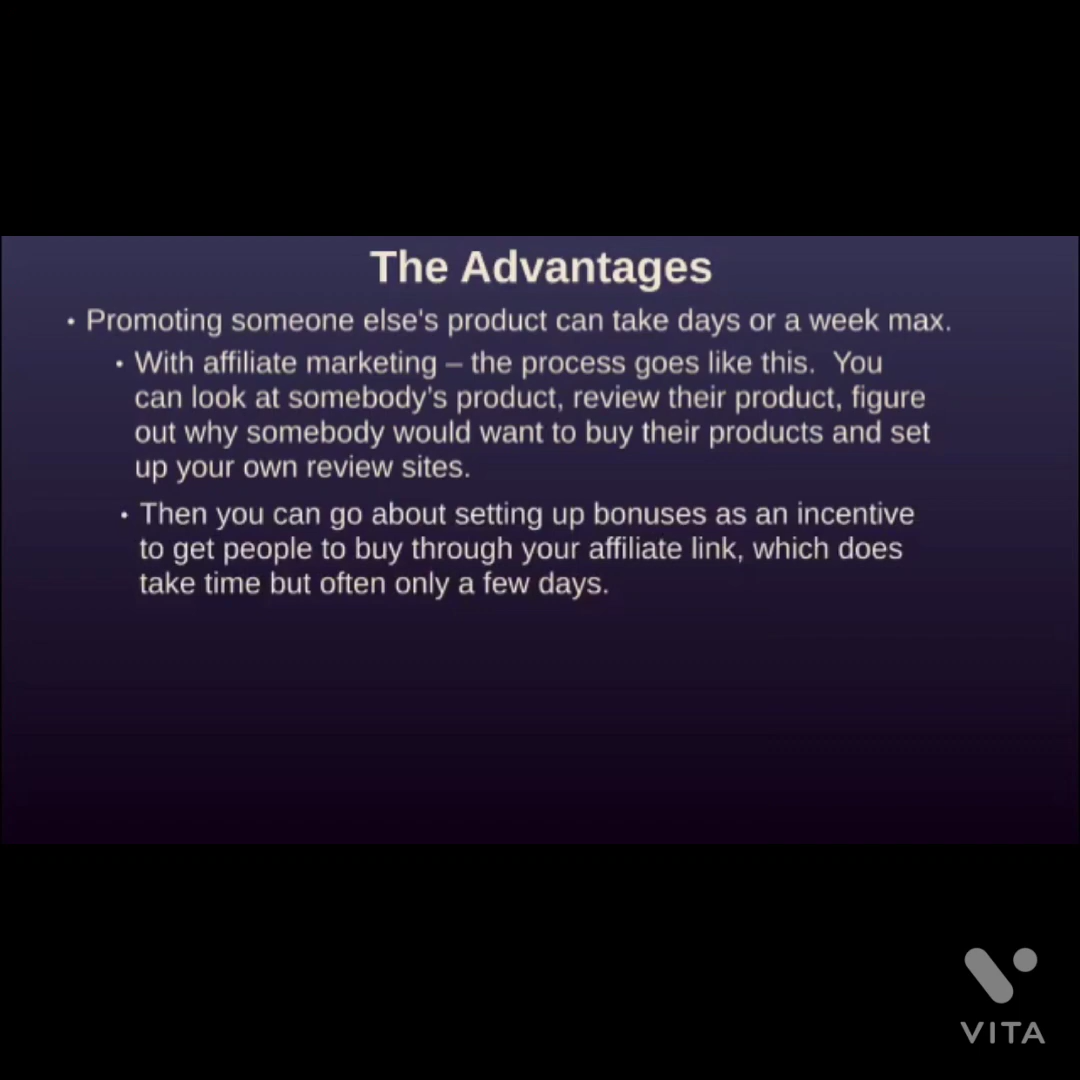 The Advantages
• Promoting someone else's product can take days or a week max.
• With affiliate marketing – the process goes like this.  You
can look at somebody's product, review their product, figure
out why somebody would want to buy their products and set
up your own review sites.
• Then you can go about setting up bonuses as an incentive
to get people to buy through your affiliate link, which does
take time but often only a few days.
VITA